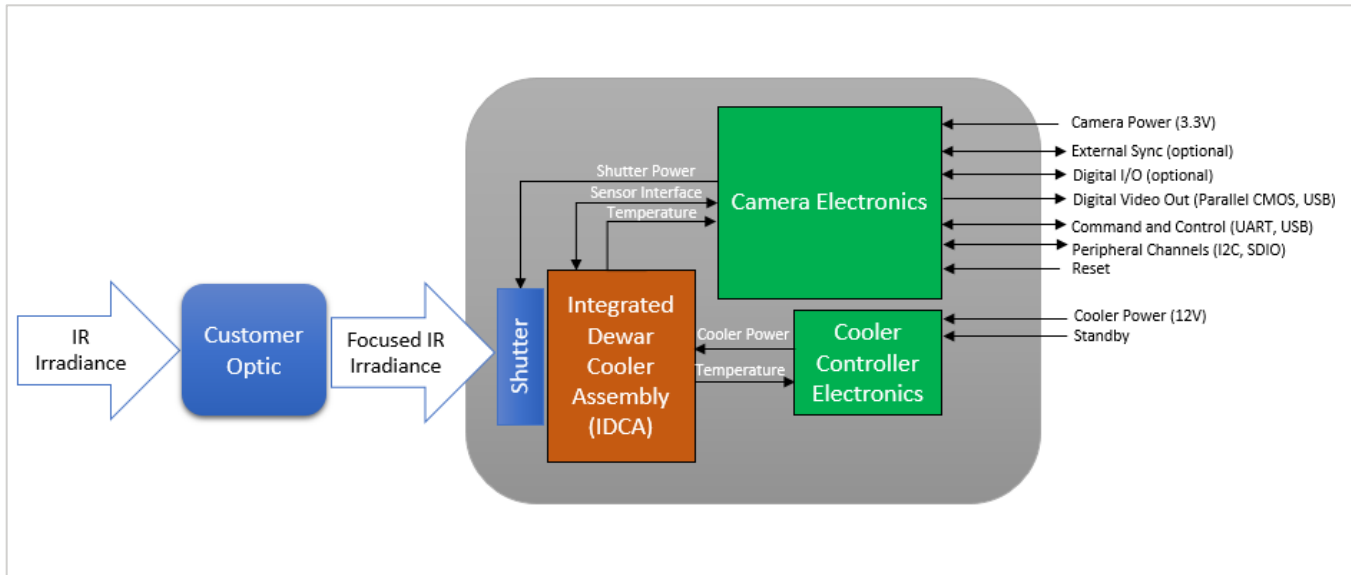 IR
Irradiance
Customer
Optic
Focused IR
Irradiance
Shutter
Shutter Power
Sensor Interface
Temperature
Integrated
Dewar
Cooler
Assembly
(IDCA)
Camera Electronics
Cooler Power
Temperature
Cooler
Controller
Electronics
Camera Power (3.3V)
External Sync (optional)
Digital I/O (optional)
Digital Video Out (Parallel CMOS, USB)
Command and Control (UART, USB)
Peripheral Channels (I2C, SDIO)
Reset
Cooler Power (12V)
Standby